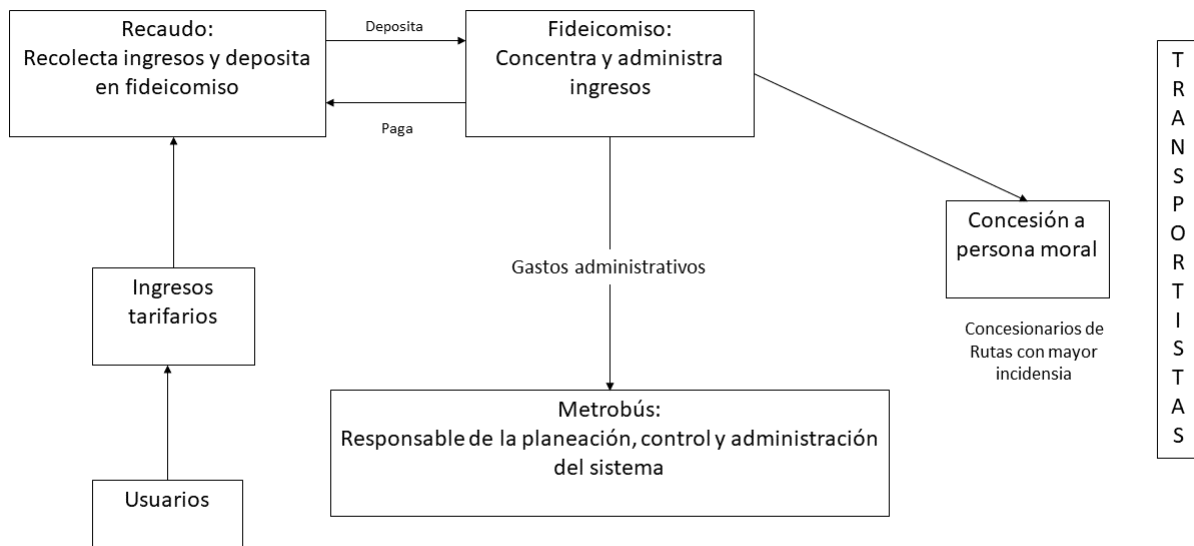 Recaudo:
Recolecta ingresos y deposita
en fideicomiso
Deposita
Paga
Fideicomiso:
Concentra y administra
ingresos
Concesión a
persona moral
Concesionarios de
Rutas con mayor
incidensia
Gastos administrativos
Ingresos
tarifarios
Metrobús:
Responsable de la planeación, control y administración
del sistema
Usuarios
T
R
A
N
S
P
O
R
T
I
S
T
A
S